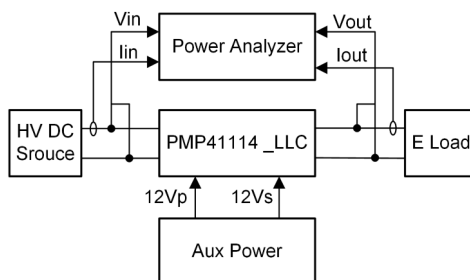 Vin
Vout
Power Analyzer
Iin
Iout
HV DC
Srouce
PMP41114 _LLC
E Load
12Vp
12Vs
Aux Power